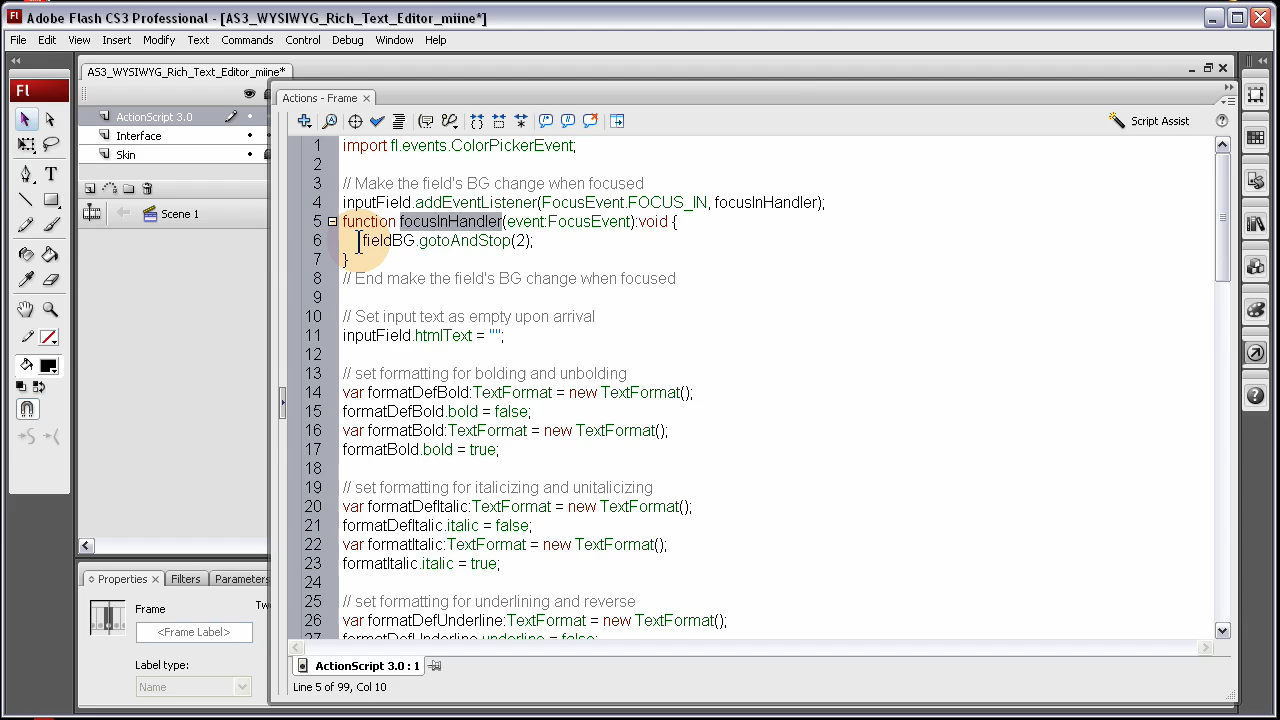 Adobe Flash CS3 Professional - [AS3_WYSIWYG_Rich_Text_Editor_miine*]
File Edit View Insert Modify Text Commands Control Debug Window Help
AS3_WYSIWYG_Rich_Text_Editor_miine*
Fl
ActionScript 3.0
Interface
Skin
Scene 1
Actions - Frame
Script Assist
1 import fl.events.ColorPickerEvent;
2
3 // Make the field's BG change when focused
4 inputField.addEventListener(FocusEvent.FOCUS_IN, focusInHandler);
5 function focusInHandler(event:FocusEvent):void {
6 fieldBG.gotoAndStop(2);
7 }
8 // End make the field's BG change when focused
9
10 // Set input text as empty upon arrival
11 inputField.htmlText = "";
12
13 // set formatting for bolding and unbolding
14 var formatDefBold:TextFormat = new TextFormat();
15 formatDefBold.bold = false;
16 var formatBold:TextFormat = new TextFormat();
17 formatBold.bold = true;
18
19 // set formatting for italicizing and unitalicizing
20 var formatDefItalic:TextFormat = new TextFormat();
21 formatDefItalic.italic = false;
22 var formatItalic:TextFormat = new TextFormat();
23 formatItalic.italic = true;
24
25 // set formatting for underlining and reverse
26 var formatDefUnderline:TextFormat = new TextFormat();
27 formatDefUnderline.underline = false;
ActionScript 3.0 : 1
Line 5 of 99, Col 10
Properties Filters Parameters
Frame
Tw
<Frame Label>
Label type:
Name